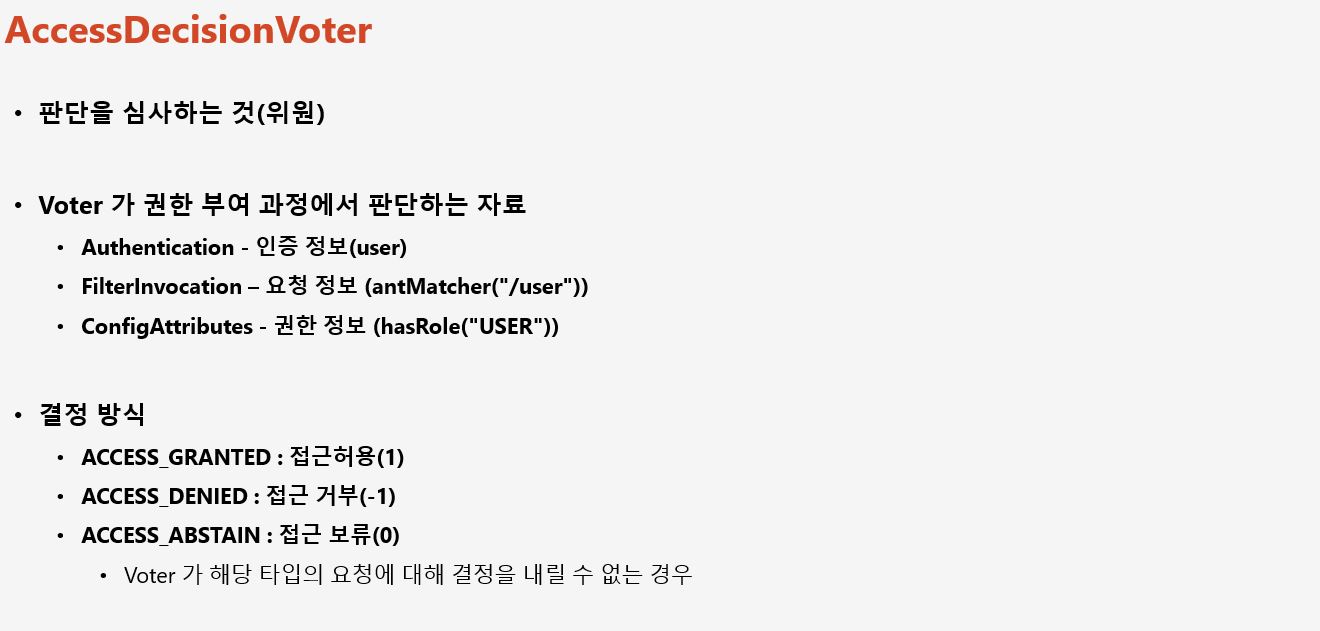 AccessDecisionVoter
• 판단을 심사하는 것(위원)
• Voter 가 권한 부여 과정에서 판단하는 자료
• Authentication - 인증 정보(user)
• FilterInvocation – 요청 정보 (antMatcher("/user"))
• ConfigAttributes - 권한 정보 (hasRole("USER"))
• 결정 방식
• ACCESS_GRANTED : 접근허용(1)
• ACCESS_DENIED : 접근 거부(-1)
• ACCESS_ABSTAIN : 접근 보류(0)
• Voter 가 해당 타입의 요청에 대해 결정을 내릴 수 없는 경우